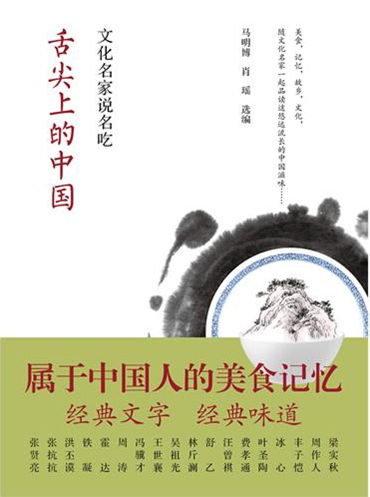 美食，记忆，故乡，文化，
随文化名家一起品读这悠远流长的中国滋味……
马明博 肖瑶 选编
文化名家说名吃
舌尖上的中国
属于中国人的美食记忆
经典文字 经典味道
梁实秋
周作人
丰子恺
冰心
叶圣陶
费孝通
汪曾祺
舒乙
林斤澜
吴祖光
王世襄
冯骥才
周涛
霍达
铁凝
洪丕谟
张抗抗
张贤亮